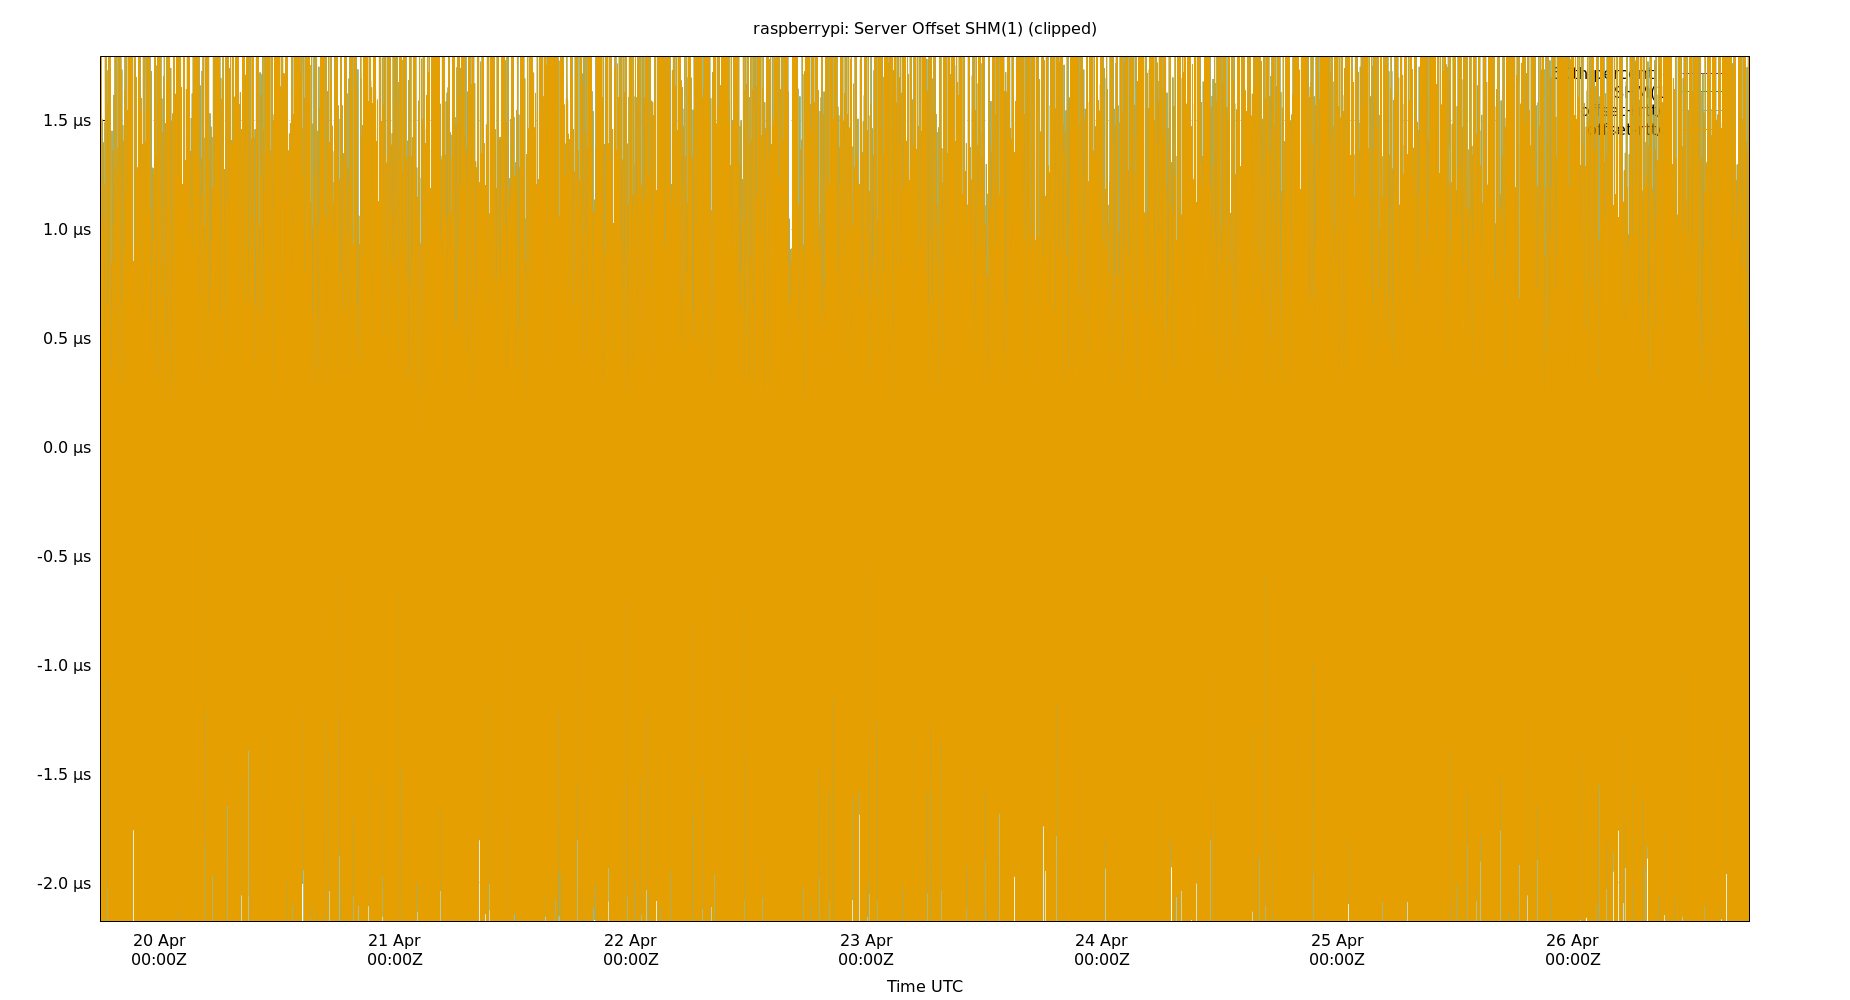 raspberrypi: Server Offset SHM(1) (clipped)
1.5 µs
1.0 µs
0.5 µs
0.0 µs
-0.5 µs
-1.0 µs
-1.5 µs
-2.0 µs
20 Apr 21 Apr 22 Apr 23 Apr 24 Apr 25 Apr 26 Apr
00:00Z 00:00Z 00:00Z 00:00Z 00:00Z 00:00Z 00:00Z
Time UTC